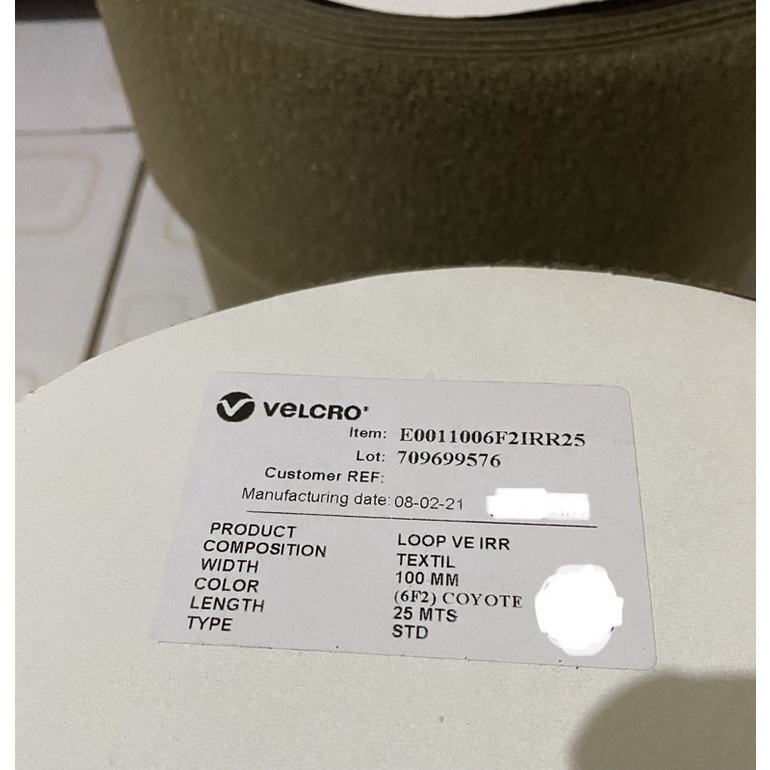 VELCRO®
Item: E0011006F2IRR25
Lot: 709699576
Customer REF:
Manufacturing date: 08-02-21
PRODUCT LOOP VE IRR
COMPOSITION TEXTIL
WIDTH 100 MM
COLOR (6F2) COYOTE
LENGTH 25 MTS
TYPE STD